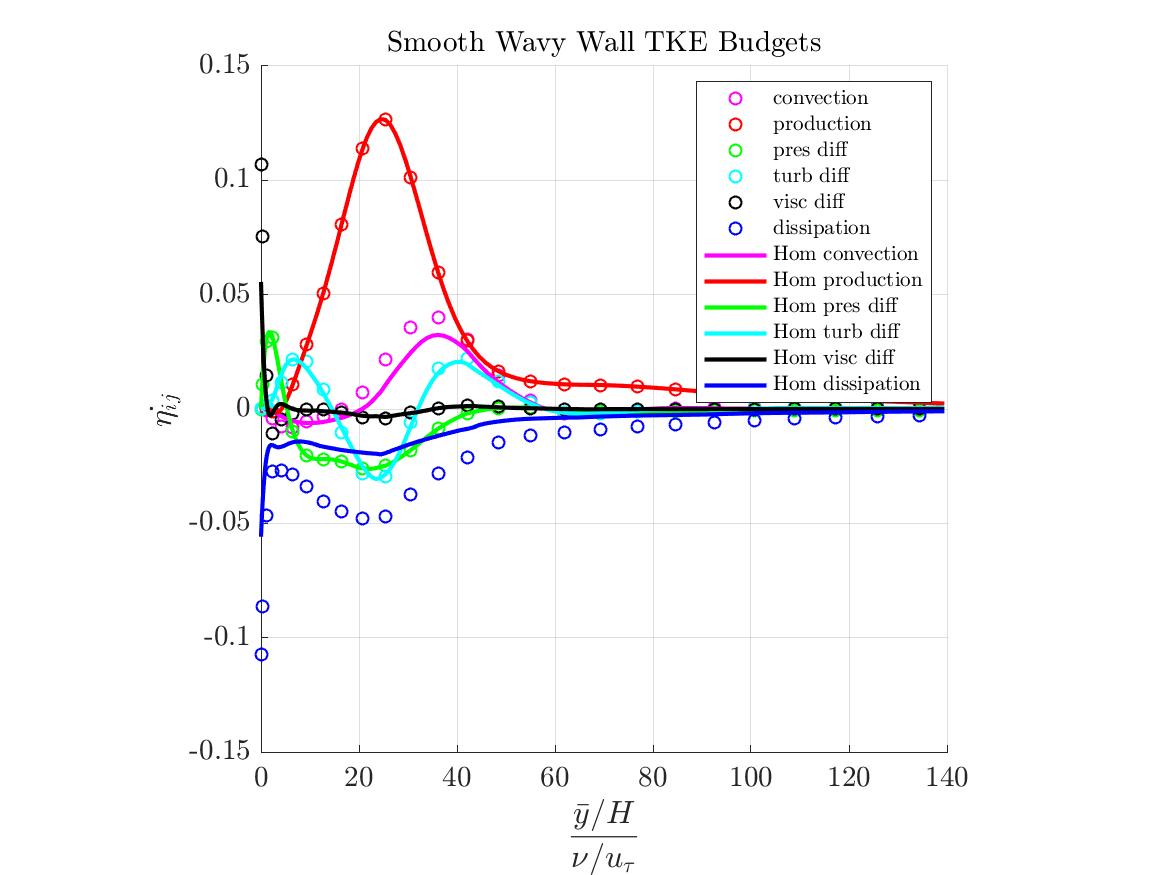 Smooth Wavy Wall TKE Budgets
0.15
0.1
0.05
0
-0.05
-0.1
-0.15
η̇ij
convection
production
pres diff
turb diff
visc diff
dissipation
Hom convection
Hom production
Hom pres diff
Hom turb diff
Hom visc diff
Hom dissipation
0 20 40 60 80 100 120 140
ȳ/H
ν/uτ